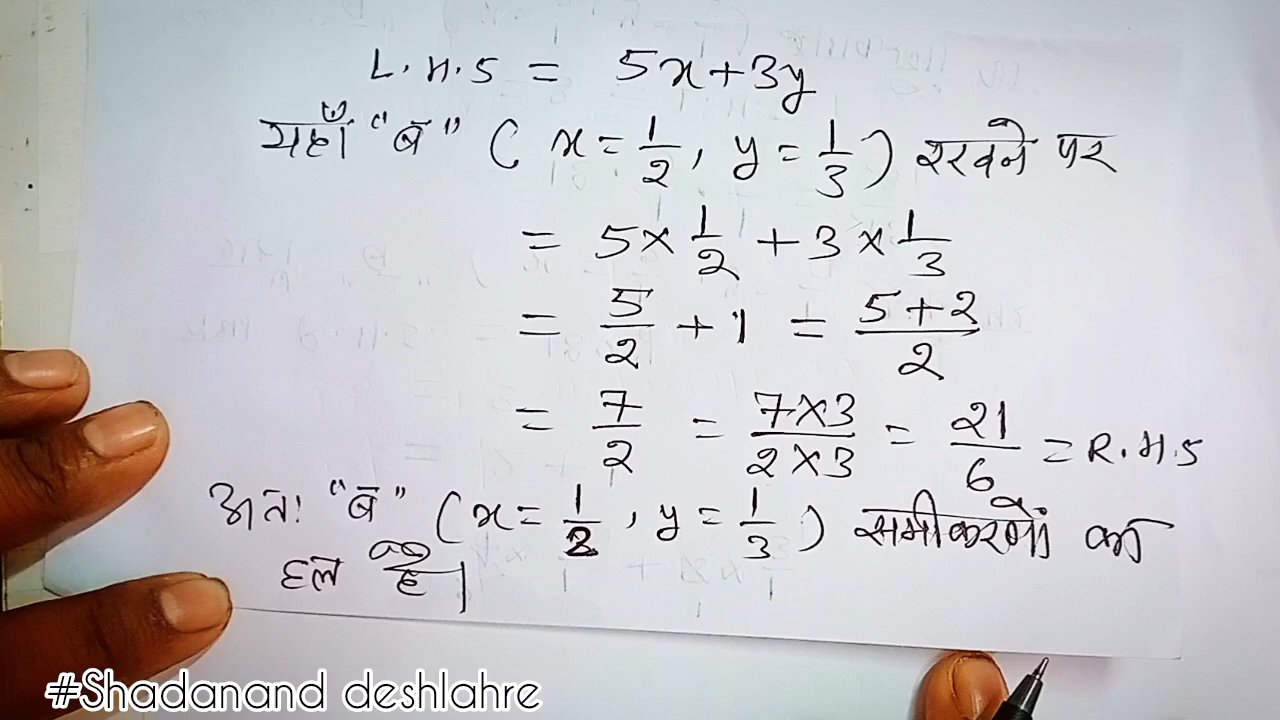 L.H.S = 5x+3y
यहाँ "ब" ( x=1/2, y=1/3) रखने पर
= 5×1/2 + 3×1/3
= 5/2 + 1 = 5+2/2
= 7/2 = 7×3/2×3 = 21/6 = R.H.S
अतः "ब" (x=1/2, y=1/3) समीकरणों का
हल है।
#Shadanand deshlahre